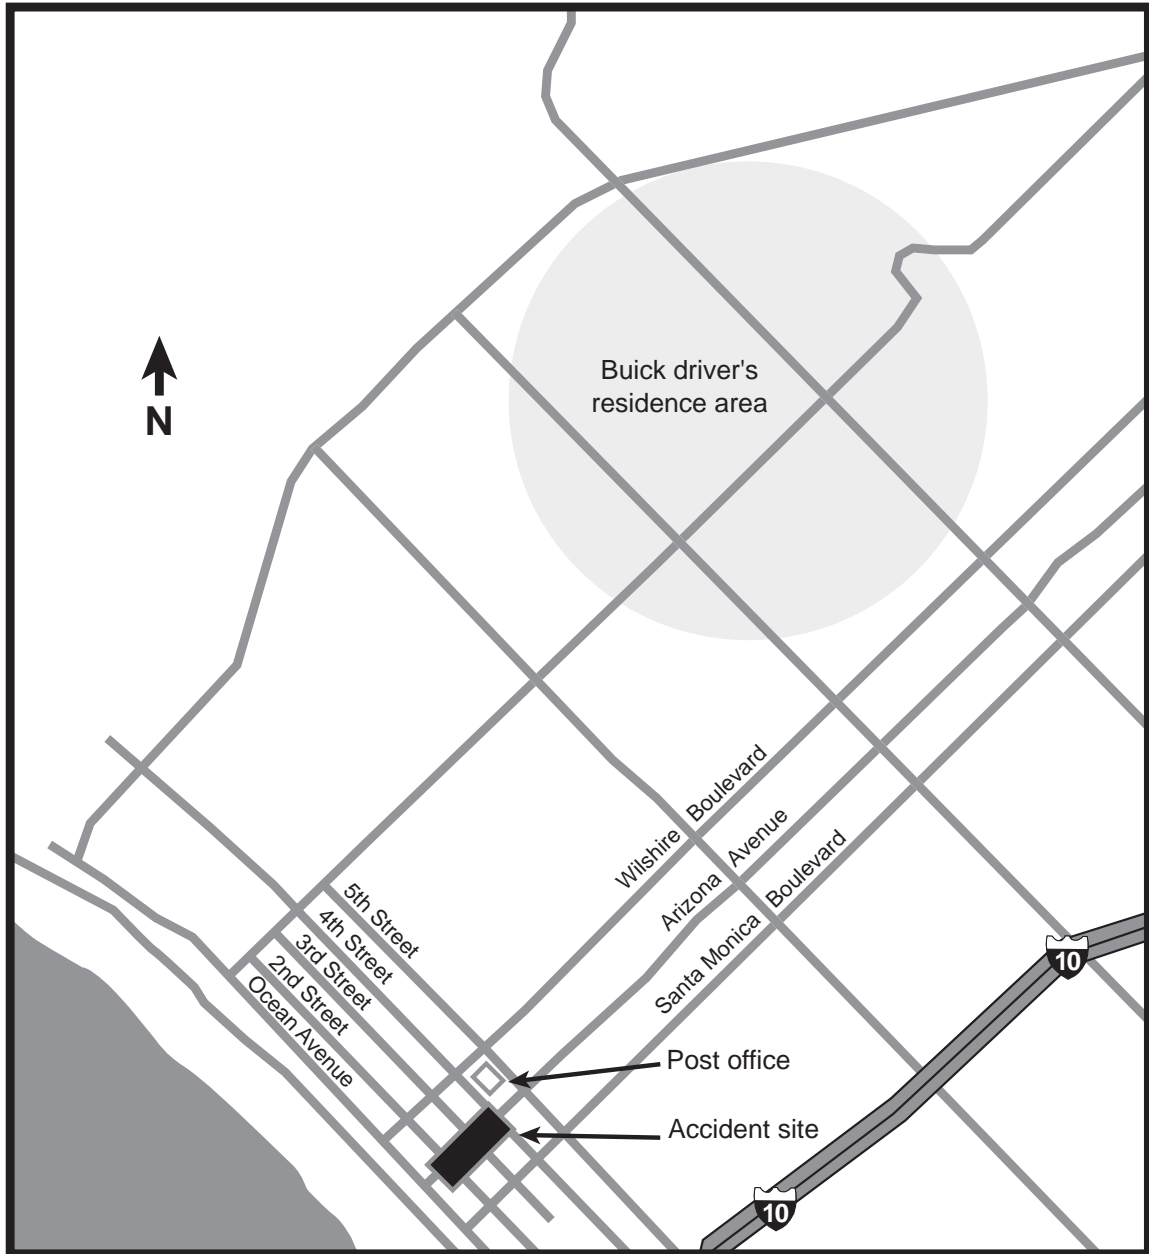 Buick driver's
residence area
N
Wilshire Boulevard
Arizona Avenue
Santa Monica Boulevard
5th Street
4th Street
3rd Street
2nd Street
Ocean Avenue
10
Post office
Accident site
10